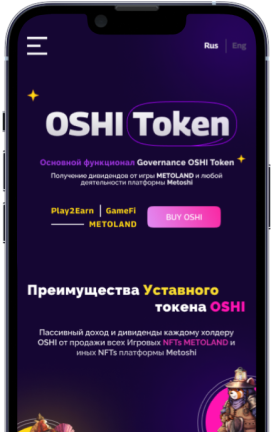 Rus Eng
OSHI Token
Основной функционал Governance OSHI Token
Получение дивидендов от игры METOLAND и любой
деятельности платформы Metoshi
Play2Earn GameFi
METOLAND
BUY OSHI
Преимущества Уставного
токена OSHI
Пассивный доход и дивиденды каждому холдеру
OSHI от продажи всех Игровых NFTs METOLAND и
иных NFTs платформы Metoshi